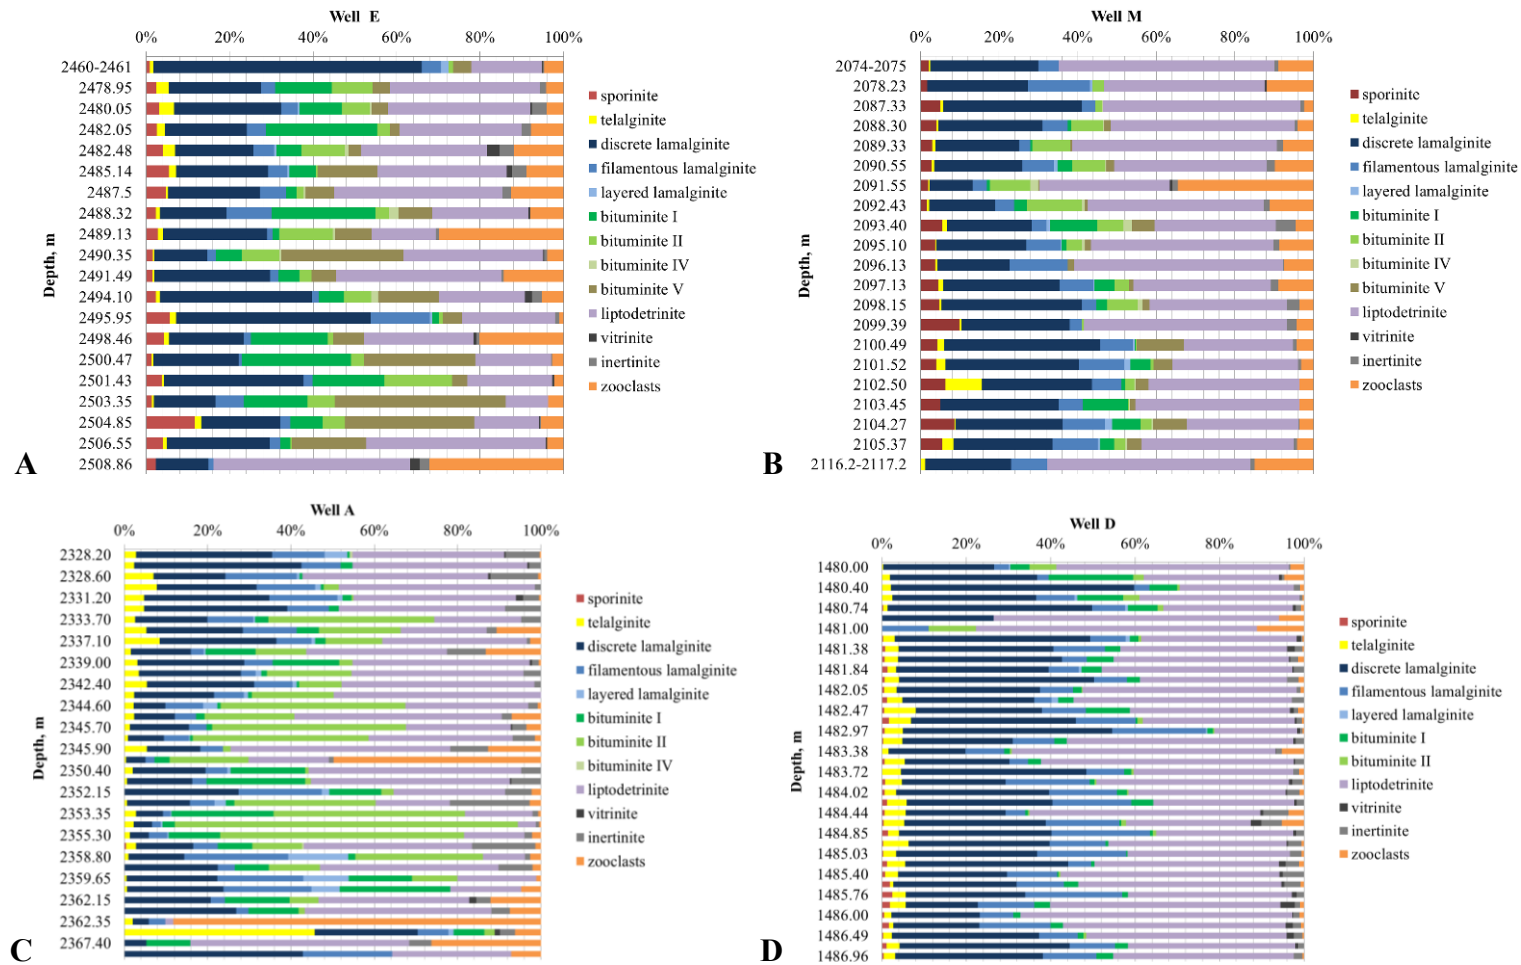 Well E
0% 20% 40% 60% 80% 100%
Depth, m
2460-2461
2478.95
2480.05
2482.05
2482.48
2485.14
2487.5
2488.32
2489.13
2490.35
2491.49
2494.10
2495.95
2498.46
2500.47
2501.43
2503.35
2504.85
2506.55
2508.86
sporinite
telalginite
discrete lamalginite
filamentous lamalginite
layered lamalginite
bituminite I
bituminite II
bituminite IV
bituminite V
liptodetrinite
vitrinite
inertinite
zooclasts
A
Well M
0% 20% 40% 60% 80% 100%
Depth, m
2074-2075
2078.23
2087.33
2088.30
2089.33
2090.55
2091.55
2092.43
2093.40
2095.10
2096.13
2097.13
2098.15
2099.39
2100.49
2101.52
2102.50
2103.45
2104.27
2105.37
2116.2-2117.2
sporinite
telalginite
discrete lamalginite
filamentous lamalginite
layered lamalginite
bituminite I
bituminite II
bituminite IV
bituminite V
liptodetrinite
vitrinite
inertinite
zooclasts
B
Well A
0% 20% 40% 60% 80% 100%
Depth, m
2328.20
2328.60
2331.20
2333.70
2337.10
2339.00
2342.40
2344.60
2345.70
2345.90
2350.40
2352.15
2353.35
2355.30
2358.80
2359.65
2362.15
2362.35
2367.40
sporinite
telalginite
discrete lamalginite
filamentous lamalginite
layered lamalginite
bituminite I
bituminite II
bituminite IV
liptodetrinite
vitrinite
inertinite
zooclasts
C
Well D
0% 20% 40% 60% 80% 100%
Depth, m
1480.00
1480.40
1480.74
1481.00
1481.38
1481.84
1482.05
1482.47
1482.97
1483.38
1483.72
1484.02
1484.44
1484.85
1485.03
1485.40
1485.76
1486.00
1486.49
1486.96
sporinite
telalginite
discrete lamalginite
filamentous lamalginite
layered lamalginite
bituminite I
bituminite II
liptodetrinite
vitrinite
inertinite
zooclasts
D